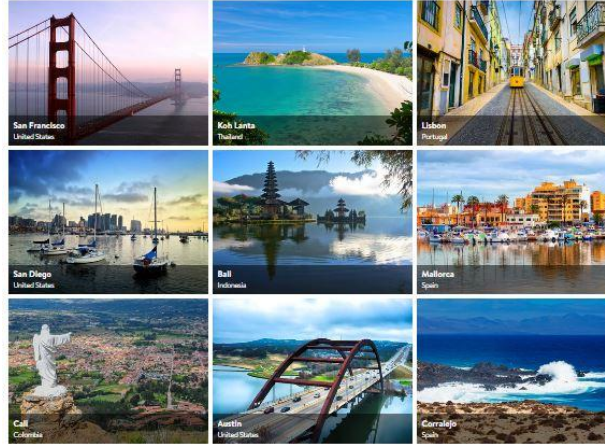 San Francisco
United States
Koh Lanta
Thailand
Lisbon
Portugal
San Diego
United States
Bali
Indonesia
Mallorca
Spain
Cali
Colombia
Austin
United States
Corralejo
Spain